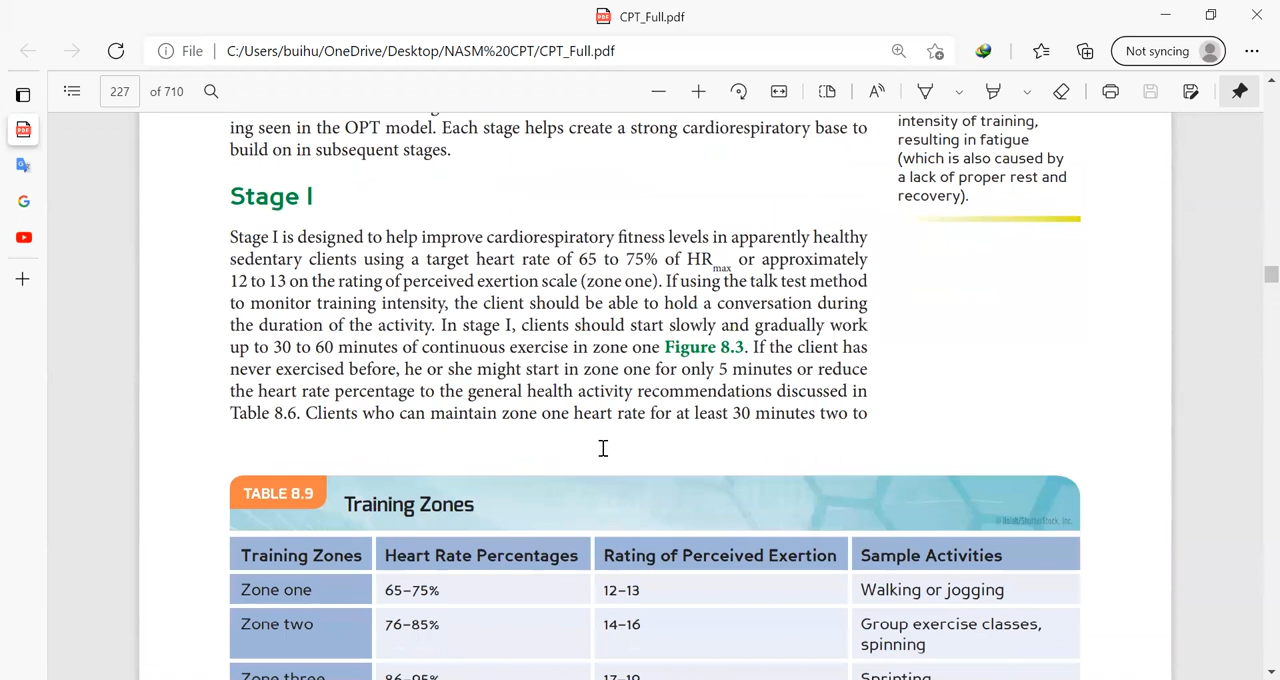 CPT_Full.pdf
File
C:/Users/buihu/OneDrive/Desktop/NASM%20CPT/CPT_Full.pdf
Not syncing
227 of 710
ing seen in the OPT model. Each stage helps create a strong cardiorespiratory base to
build on in subsequent stages.
intensity of training,
resulting in fatigue
(which is also caused by
a lack of proper rest and
recovery).
Stage I
Stage I is designed to help improve cardiorespiratory fitness levels in apparently healthy
sedentary clients using a target heart rate of 65 to 75% of HRmax or approximately
12 to 13 on the rating of perceived exertion scale (zone one). If using the talk test method
to monitor training intensity, the client should be able to hold a conversation during
the duration of the activity. In stage I, clients should start slowly and gradually work
up to 30 to 60 minutes of continuous exercise in zone one Figure 8.3. If the client has
never exercised before, he or she might start in zone one for only 5 minutes or reduce
the heart rate percentage to the general health activity recommendations discussed in
Table 8.6. Clients who can maintain zone one heart rate for at least 30 minutes two to
TABLE 8.9
Training Zones
Training Zones Heart Rate Percentages Rating of Perceived Exertion Sample Activities
Zone one 65–75% 12–13 Walking or jogging
Zone two 76–85% 14–16 Group exercise classes,
spinning
Zone three 86–95% 17–19 Sprinting